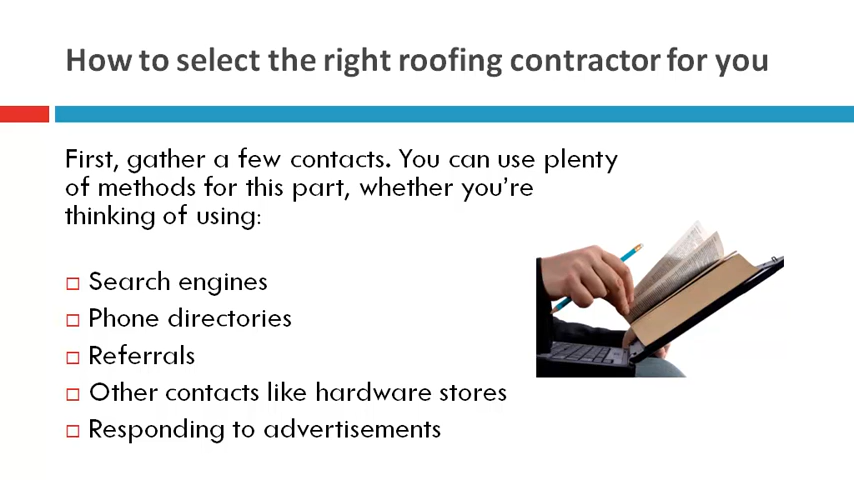 How to select the right roofing contractor for you
First, gather a few contacts. You can use plenty
of methods for this part, whether you're
thinking of using:
Search engines
Phone directories
Referrals
Other contacts like hardware stores
Responding to advertisements